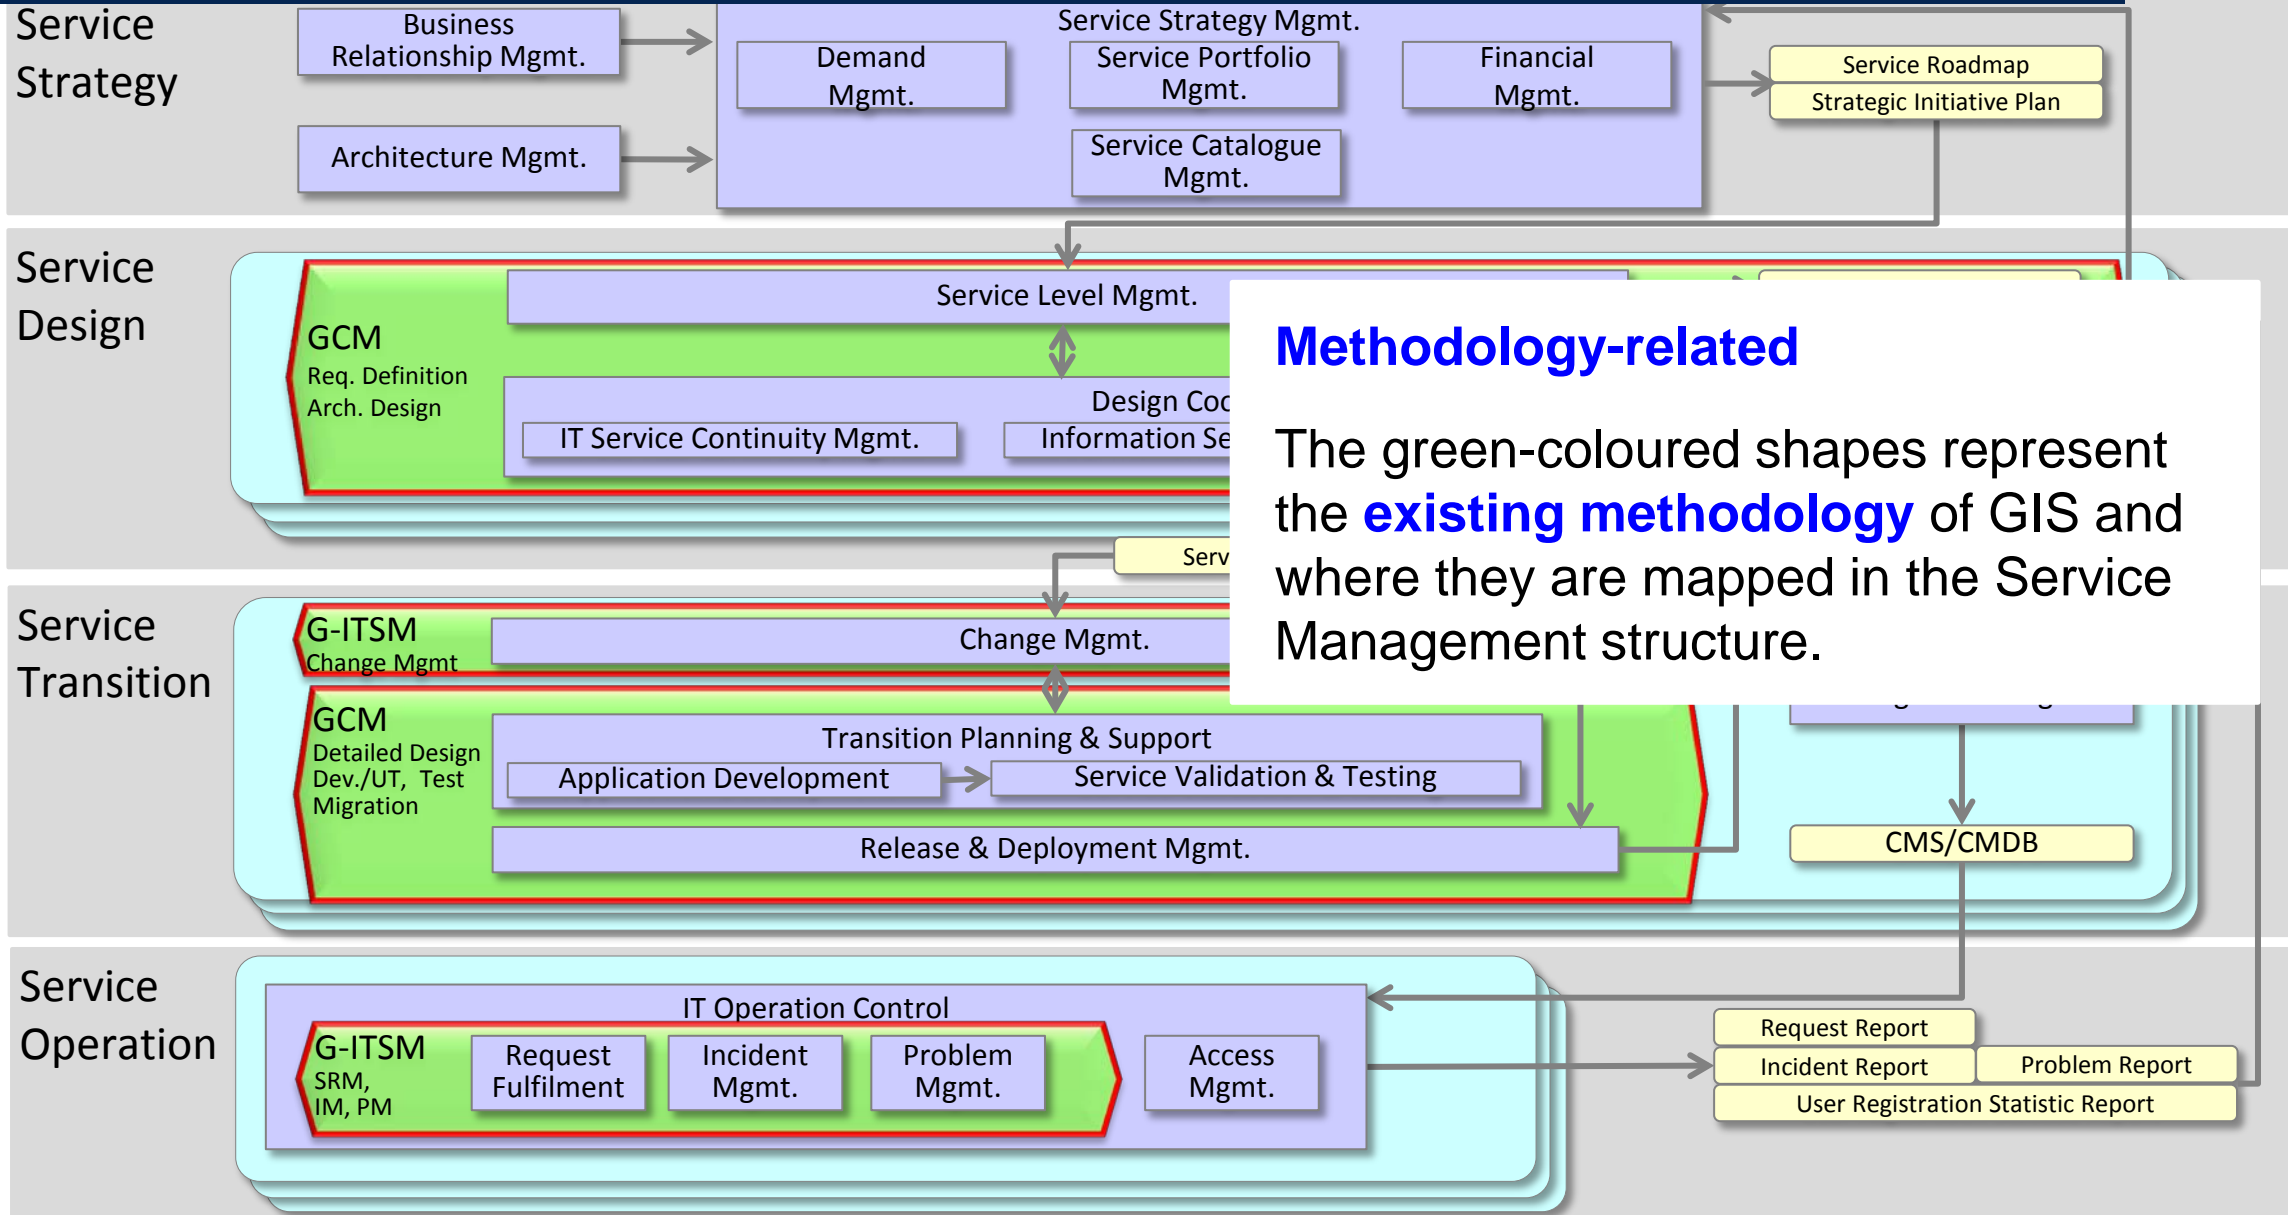 Service
Strategy
Business
Relationship Mgmt.
Architecture Mgmt.
Service Strategy Mgmt.
Demand
Mgmt.
Service Portfolio
Mgmt.
Financial
Mgmt.
Service Catalogue
Mgmt.
Service Roadmap
Strategic Initiative Plan
Service
Design
GCM
Req. Definition
Arch. Design
Service Level Mgmt.
Design
IT Service Continuity Mgmt.
Information
Methodology-related
The green-coloured shapes represent
the existing methodology of GIS and
where they are mapped in the Service
Management structure.
Service
Transition
G-ITSM
Change Mgmt
Change Mgmt.
GCM
Detailed Design
Dev./UT, Test
Migration
Transition Planning & Support
Application Development
Service Validation & Testing
Release & Deployment Mgmt.
CMS/CMDB
Service
Operation
IT Operation Control
G-ITSM
SRM,
IM, PM
Request
Fulfilment
Incident
Mgmt.
Problem
Mgmt.
Access
Mgmt.
Request Report
Incident Report
Problem Report
User Registration Statistic Report